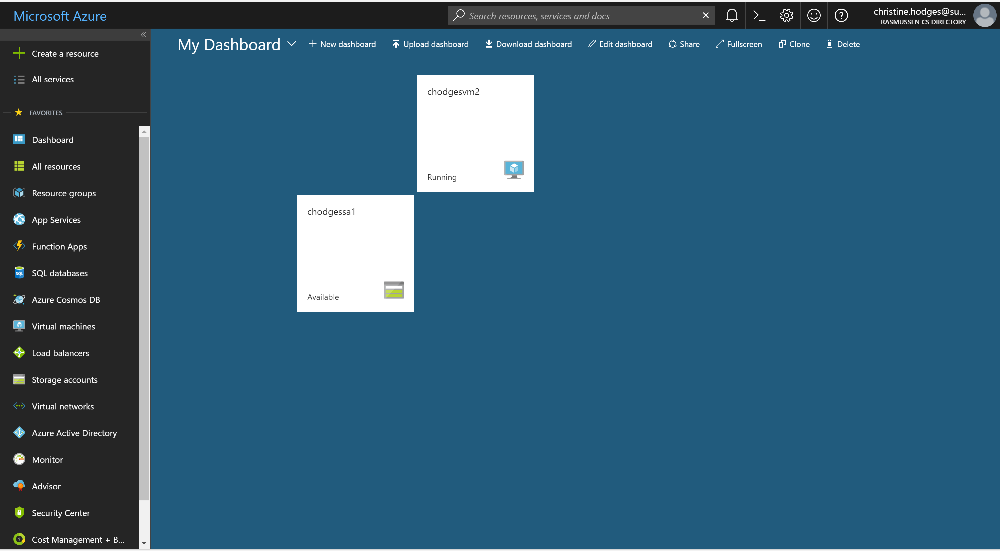 Microsoft Azure
Search resources, services and docs
christine.hodges@su...
RASMUSSEN CS DIRECTORY
Create a resource
All services
FAVORITES
Dashboard
All resources
Resource groups
App Services
Function Apps
SQL databases
Azure Cosmos DB
Virtual machines
Load balancers
Storage accounts
Virtual networks
Azure Active Directory
Monitor
Advisor
Security Center
Cost Management + B...
My Dashboard
New dashboard
Upload dashboard
Download dashboard
Edit dashboard
Share
Fullscreen
Clone
Delete
chodgesvm2
Running
chodgessa1
Available
SQL